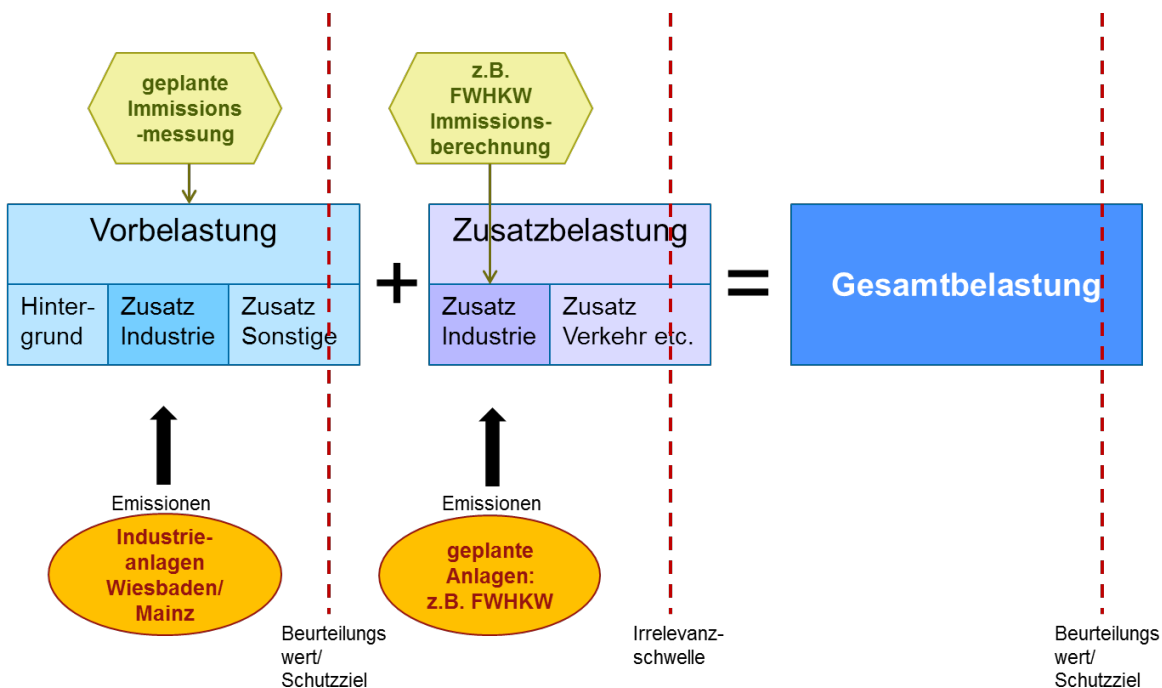 geplante
Immissions
-messung
z.B.
FWHKW
Immissions-
berechnung
Vorbelastung
Hinter-
grund
Zusatz
Industrie
Zusatz
Sonstige
+
Zusatzbelastung
Zusatz
Industrie
Zusatz
Verkehr etc.
=
Gesamtbelastung
Emissionen
Industrie-
anlagen
Wiesbaden/
Mainz
Emissionen
geplante
Anlagen:
z.B. FWHKW
Beurteilungs
wert/
Schutzziel
Irrelevanz-
schwelle
Beurteilungs
wert/
Schutzziel